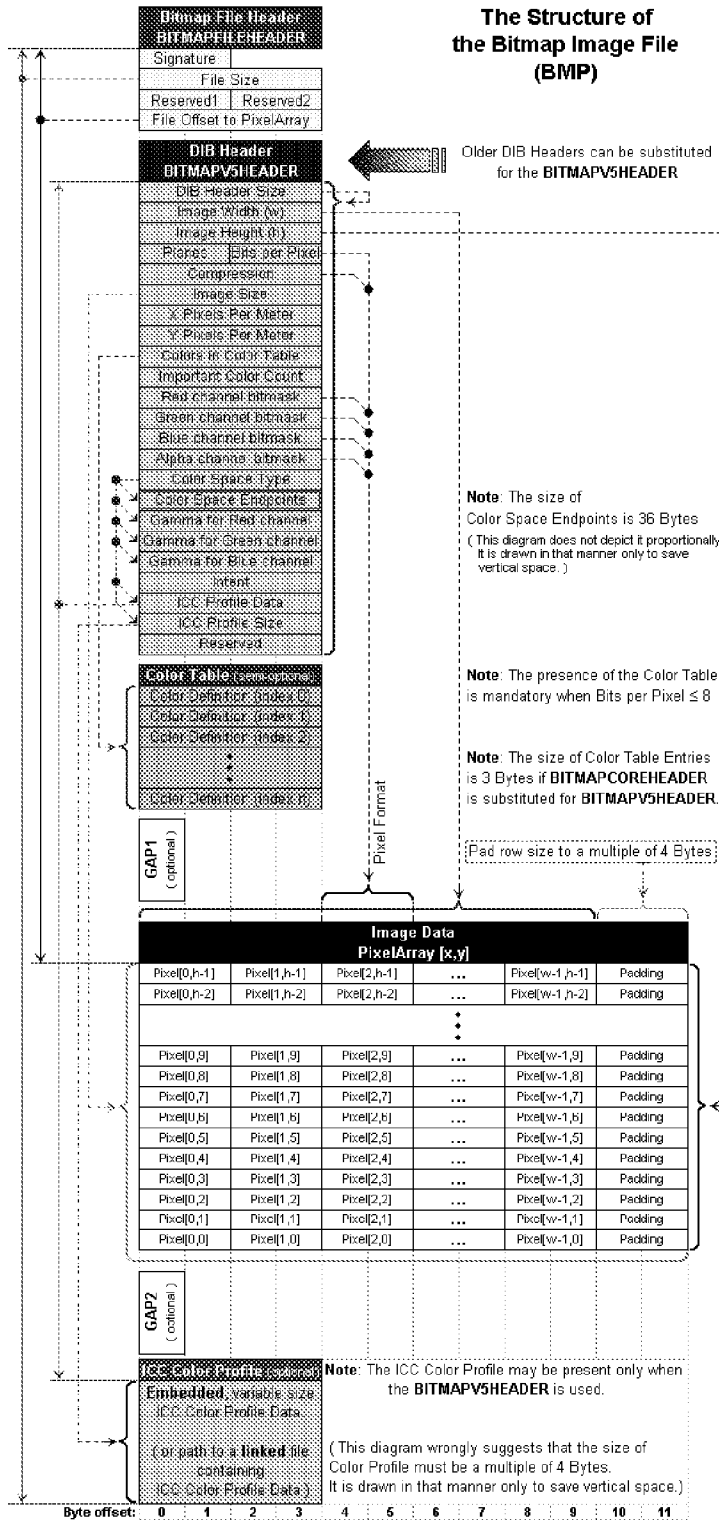 The Structure of
the Bitmap Image File
(BMP)
Bitmap File Header
BITMAPFILEHEADER
Signature
File Size
Reserved1 Reserved2
File Offset to PixelArray
DIB Header
BITMAPV5HEADER
Older DIB Headers can be substituted
for the BITMAPV5HEADER
DIB Header Size
Image Width (w)
Image Height (h)
Planes Bits per Pixel
Compression
Image Size
X Pixels Per Meter
Y Pixels Per Meter
Colors in Color Table
Important Color Count
Red channel bitmask
Green channel bitmask
Blue channel bitmask
Alpha channel bitmask
Color Space Type
Color Space Endpoints
Gamma for Red channel
Gamma for Green channel
Gamma for Blue channel
Intent
ICC Profile Data
ICC Profile Size
Reserved
Note: The size of
Color Space Endpoints is 36 Bytes
( This diagram does not depict it proportionally
It is drawn in that manner only to save
vertical space. )
Color Table (semi-optional)
Color Definition (index 0)
Color Definition (index 1)
Color Definition (index 2)
Color Definition (index n)
Note: The presence of the Color Table
is mandatory when Bits per Pixel ≤ 8
Note: The size of Color Table Entries
is 3 Bytes if BITMAPCOREHEADER
is substituted for BITMAPV5HEADER.
GAP1
( optional )
Pixel Format
Pad row size to a multiple of 4 Bytes
Image Data
PixelArray [x,y]
Pixel[0,h-1] Pixel[1,h-1] Pixel[2,h-1] ... Pixel[w-1,h-1] Padding
Pixel[0,h-2] Pixel[1,h-2] Pixel[2,h-2] ... Pixel[w-1,h-2] Padding
Pixel[0,9] Pixel[1,9] Pixel[2,9] ... Pixel[w-1,9] Padding
Pixel[0,8] Pixel[1,8] Pixel[2,8] ... Pixel[w-1,8] Padding
Pixel[0,7] Pixel[1,7] Pixel[2,7] ... Pixel[w-1,7] Padding
Pixel[0,6] Pixel[1,6] Pixel[2,6] ... Pixel[w-1,6] Padding
Pixel[0,5] Pixel[1,5] Pixel[2,5] ... Pixel[w-1,5] Padding
Pixel[0,4] Pixel[1,4] Pixel[2,4] ... Pixel[w-1,4] Padding
Pixel[0,3] Pixel[1,3] Pixel[2,3] ... Pixel[w-1,3] Padding
Pixel[0,2] Pixel[1,2] Pixel[2,2] ... Pixel[w-1,2] Padding
Pixel[0,1] Pixel[1,1] Pixel[2,1] ... Pixel[w-1,1] Padding
Pixel[0,0] Pixel[1,0] Pixel[2,0] ... Pixel[w-1,0] Padding
GAP2
( optional )
ICC Color Profile (optional)
Embedded, variable size
ICC Color Profile Data.
( or path to a linked file
containing
ICC Color Profile Data )
Note: The ICC Color Profile may be present only when
the BITMAPV5HEADER is used.
( This diagram wrongly suggests that the size of
Color Profile must be a multiple of 4 Bytes.
It is drawn in that manner only to save vertical space.)
Byte offset: 0 1 2 3 4 5 6 7 8 9 10 11